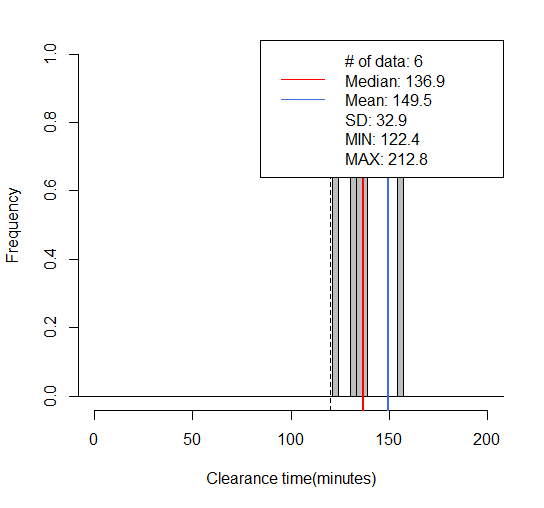 # of data: 6
Median: 136.9
Mean: 149.5
SD: 32.9
MIN: 122.4
MAX: 212.8
Frequency
1.0
0.8
0.6
0.4
0.2
0.0
0 50 100 150 200
Clearance time(minutes)